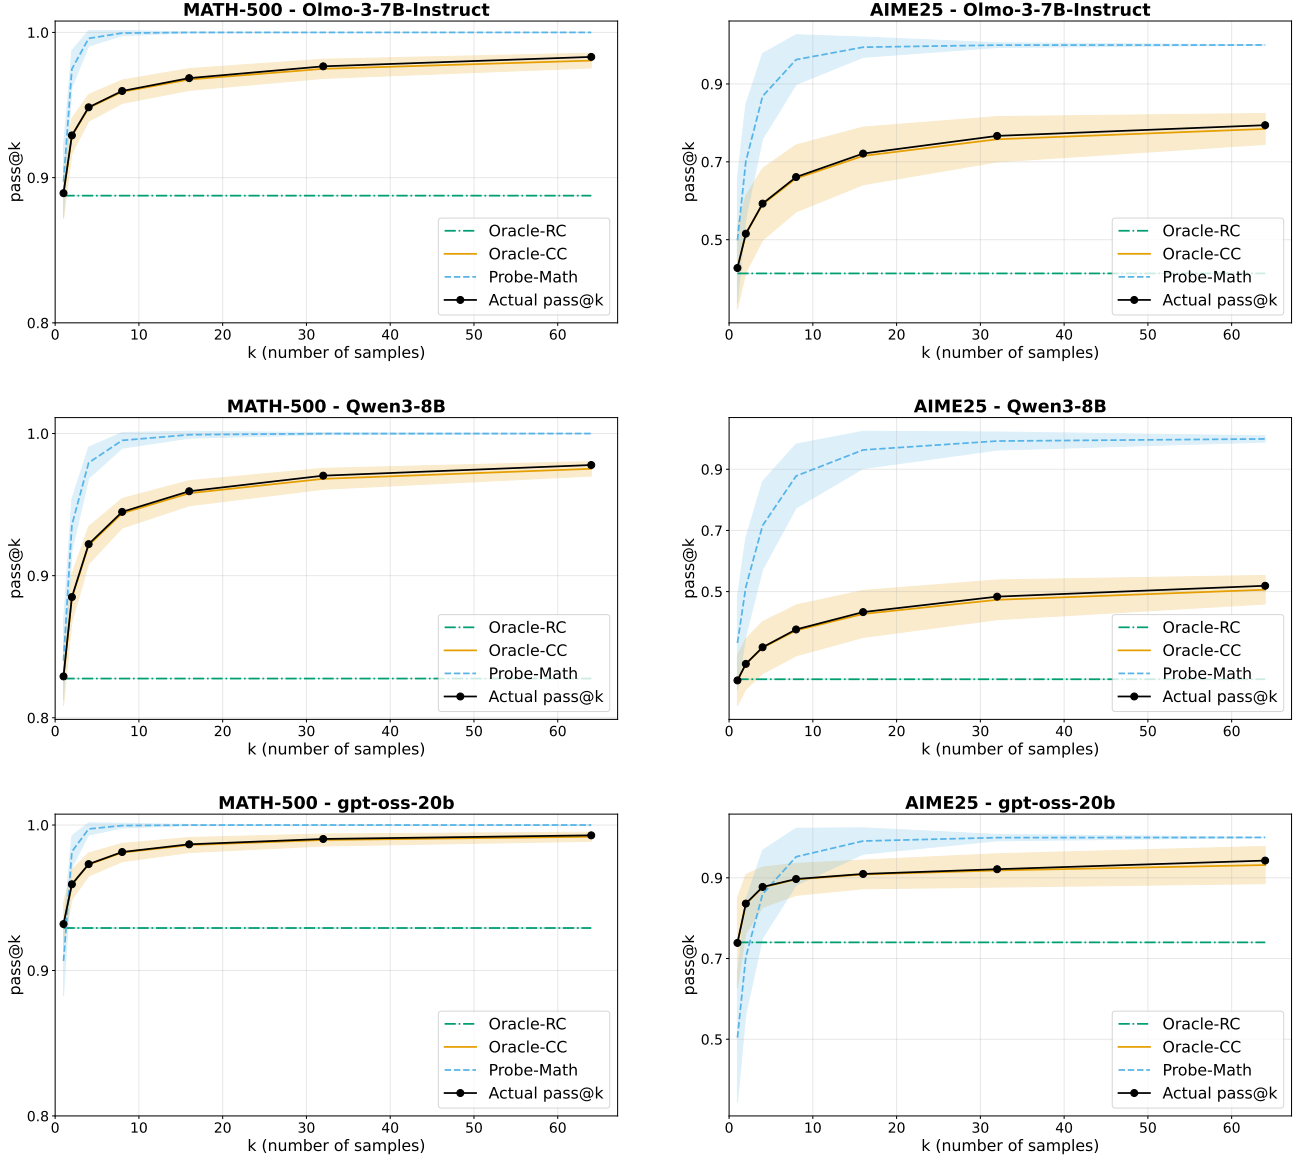 MATH-500 - Olmo-3-7B-Instruct
pass@k
1.0
0.9
0.8
0 10 20 30 40 50 60
k (number of samples)
Oracle-RC
Oracle-CC
Probe-Math
Actual pass@k
AIME25 - Olmo-3-7B-Instruct
pass@k
0.9
0.7
0.5
0 10 20 30 40 50 60
k (number of samples)
Oracle-RC
Oracle-CC
Probe-Math
Actual pass@k
MATH-500 - Qwen3-8B
pass@k
1.0
0.9
0.8
0 10 20 30 40 50 60
k (number of samples)
Oracle-RC
Oracle-CC
Probe-Math
Actual pass@k
AIME25 - Qwen3-8B
pass@k
0.9
0.7
0.5
0 10 20 30 40 50 60
k (number of samples)
Oracle-RC
Oracle-CC
Probe-Math
Actual pass@k
MATH-500 - gpt-oss-20b
pass@k
1.0
0.9
0.8
0 10 20 30 40 50 60
k (number of samples)
Oracle-RC
Oracle-CC
Probe-Math
Actual pass@k
AIME25 - gpt-oss-20b
pass@k
0.9
0.7
0.5
0 10 20 30 40 50 60
k (number of samples)
Oracle-RC
Oracle-CC
Probe-Math
Actual pass@k